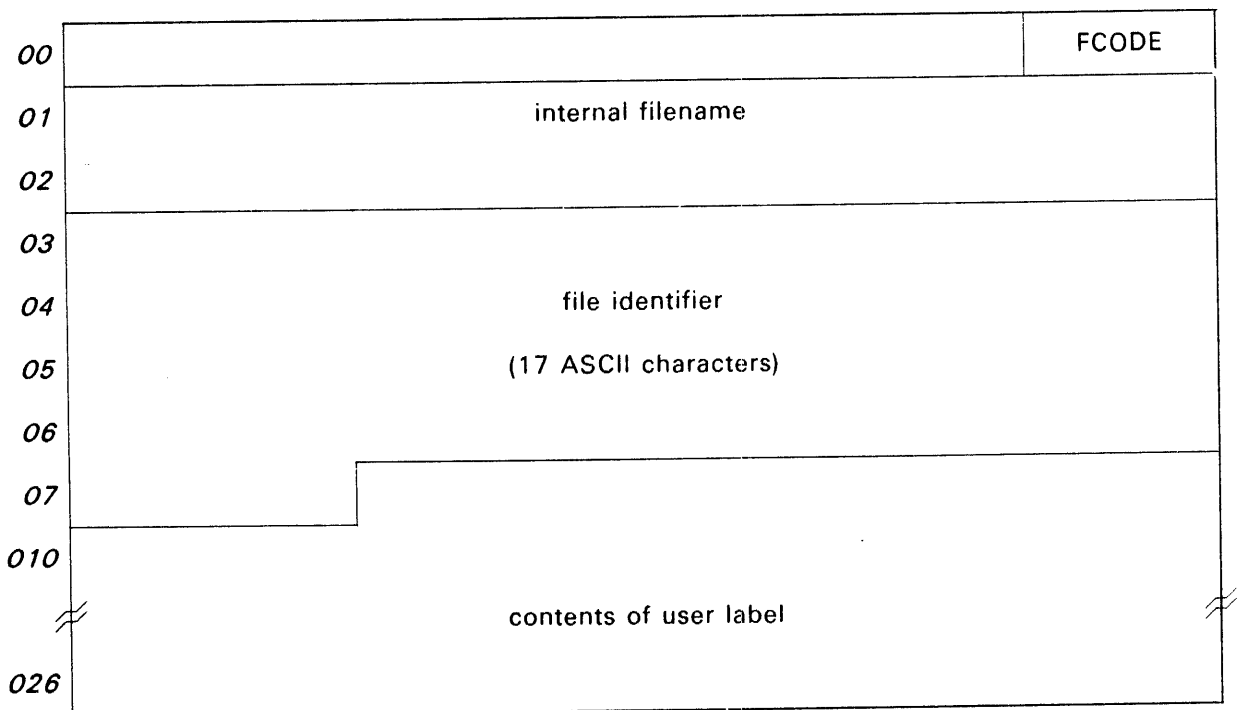 00 FCODE
01 internal filename
02
03
04 file identifier
05 (17 ASCII characters)
06
07
010
contents of user label
026